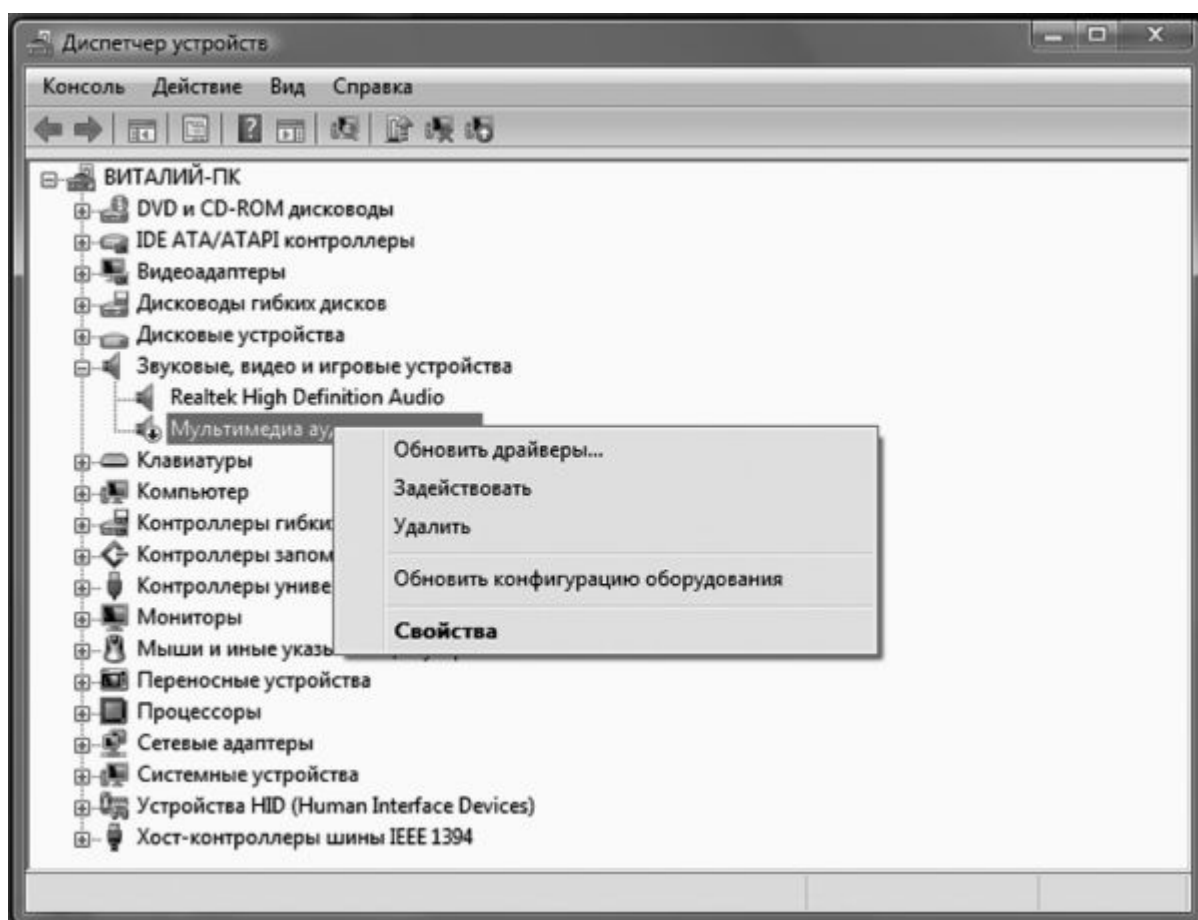 Диспетчер устройств
Консоль Действие Вид Справка
ВИТАЛИЙ-ПК
DVD и CD-ROM дисководы
IDE ATA/ATAPI контроллеры
Видеоадаптеры
Дисководы гибких дисков
Дисковые устройства
Звуковые, видео и игровые устройства
Realtek High Definition Audio
Мультимедиа
Обновить драйверы...
Задействовать
Удалить
Обновить конфигурацию оборудования
Свойства
Клавиатуры
Компьютер
Контроллеры
Контроллеры
Контроллеры
Мониторы
Мыши и иные
Переносные устройства
Процессоры
Сетевые адаптеры
Системные устройства
Устройства HID (Human Interface Devices)
Хост-контроллеры шины IEEE 1394